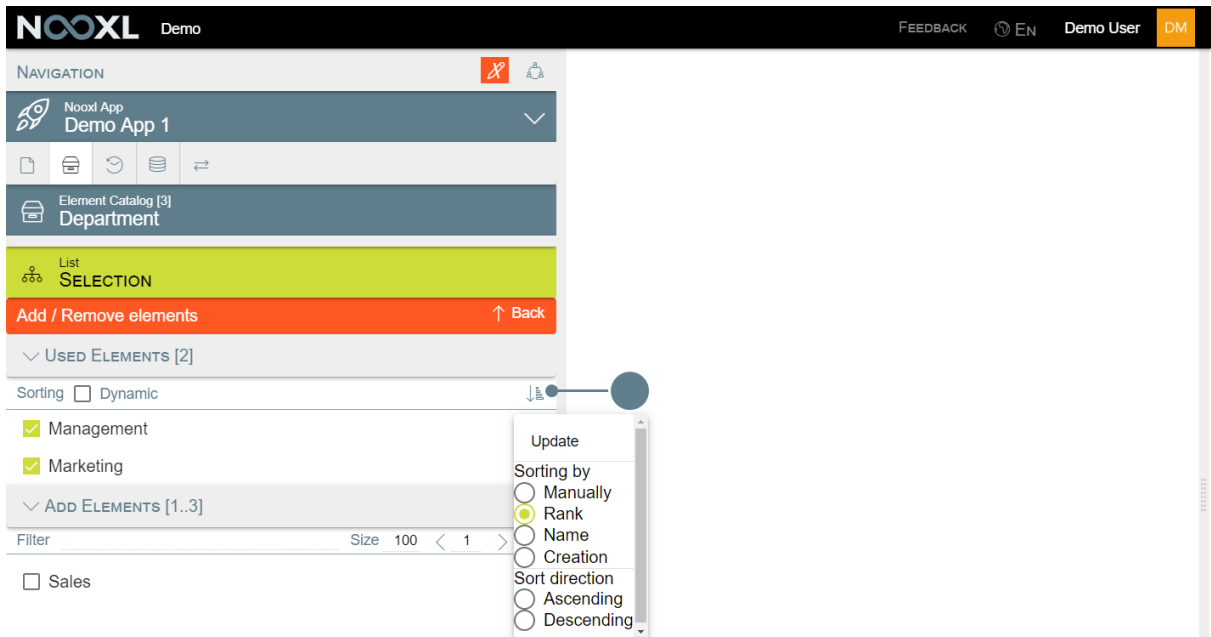 NOOXL Demo FEEDBACK EN Demo User DM
NAVIGATION
Nooxl App
Demo App 1
Element Catalog [3]
Department
List
SELECTION
Add / Remove elements Back
USED ELEMENTS [2]
Sorting Dynamic
Management
Marketing
ADD ELEMENTS [1..3]
Filter Size 100 1
Sales
Update
Sorting by
Manually
Rank
Name
Creation
Sort direction
Ascending
Descending